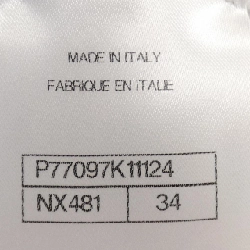 MADE IN ITALY
FABRIQUE EN ITALIE
P77097K11124
NX481 34